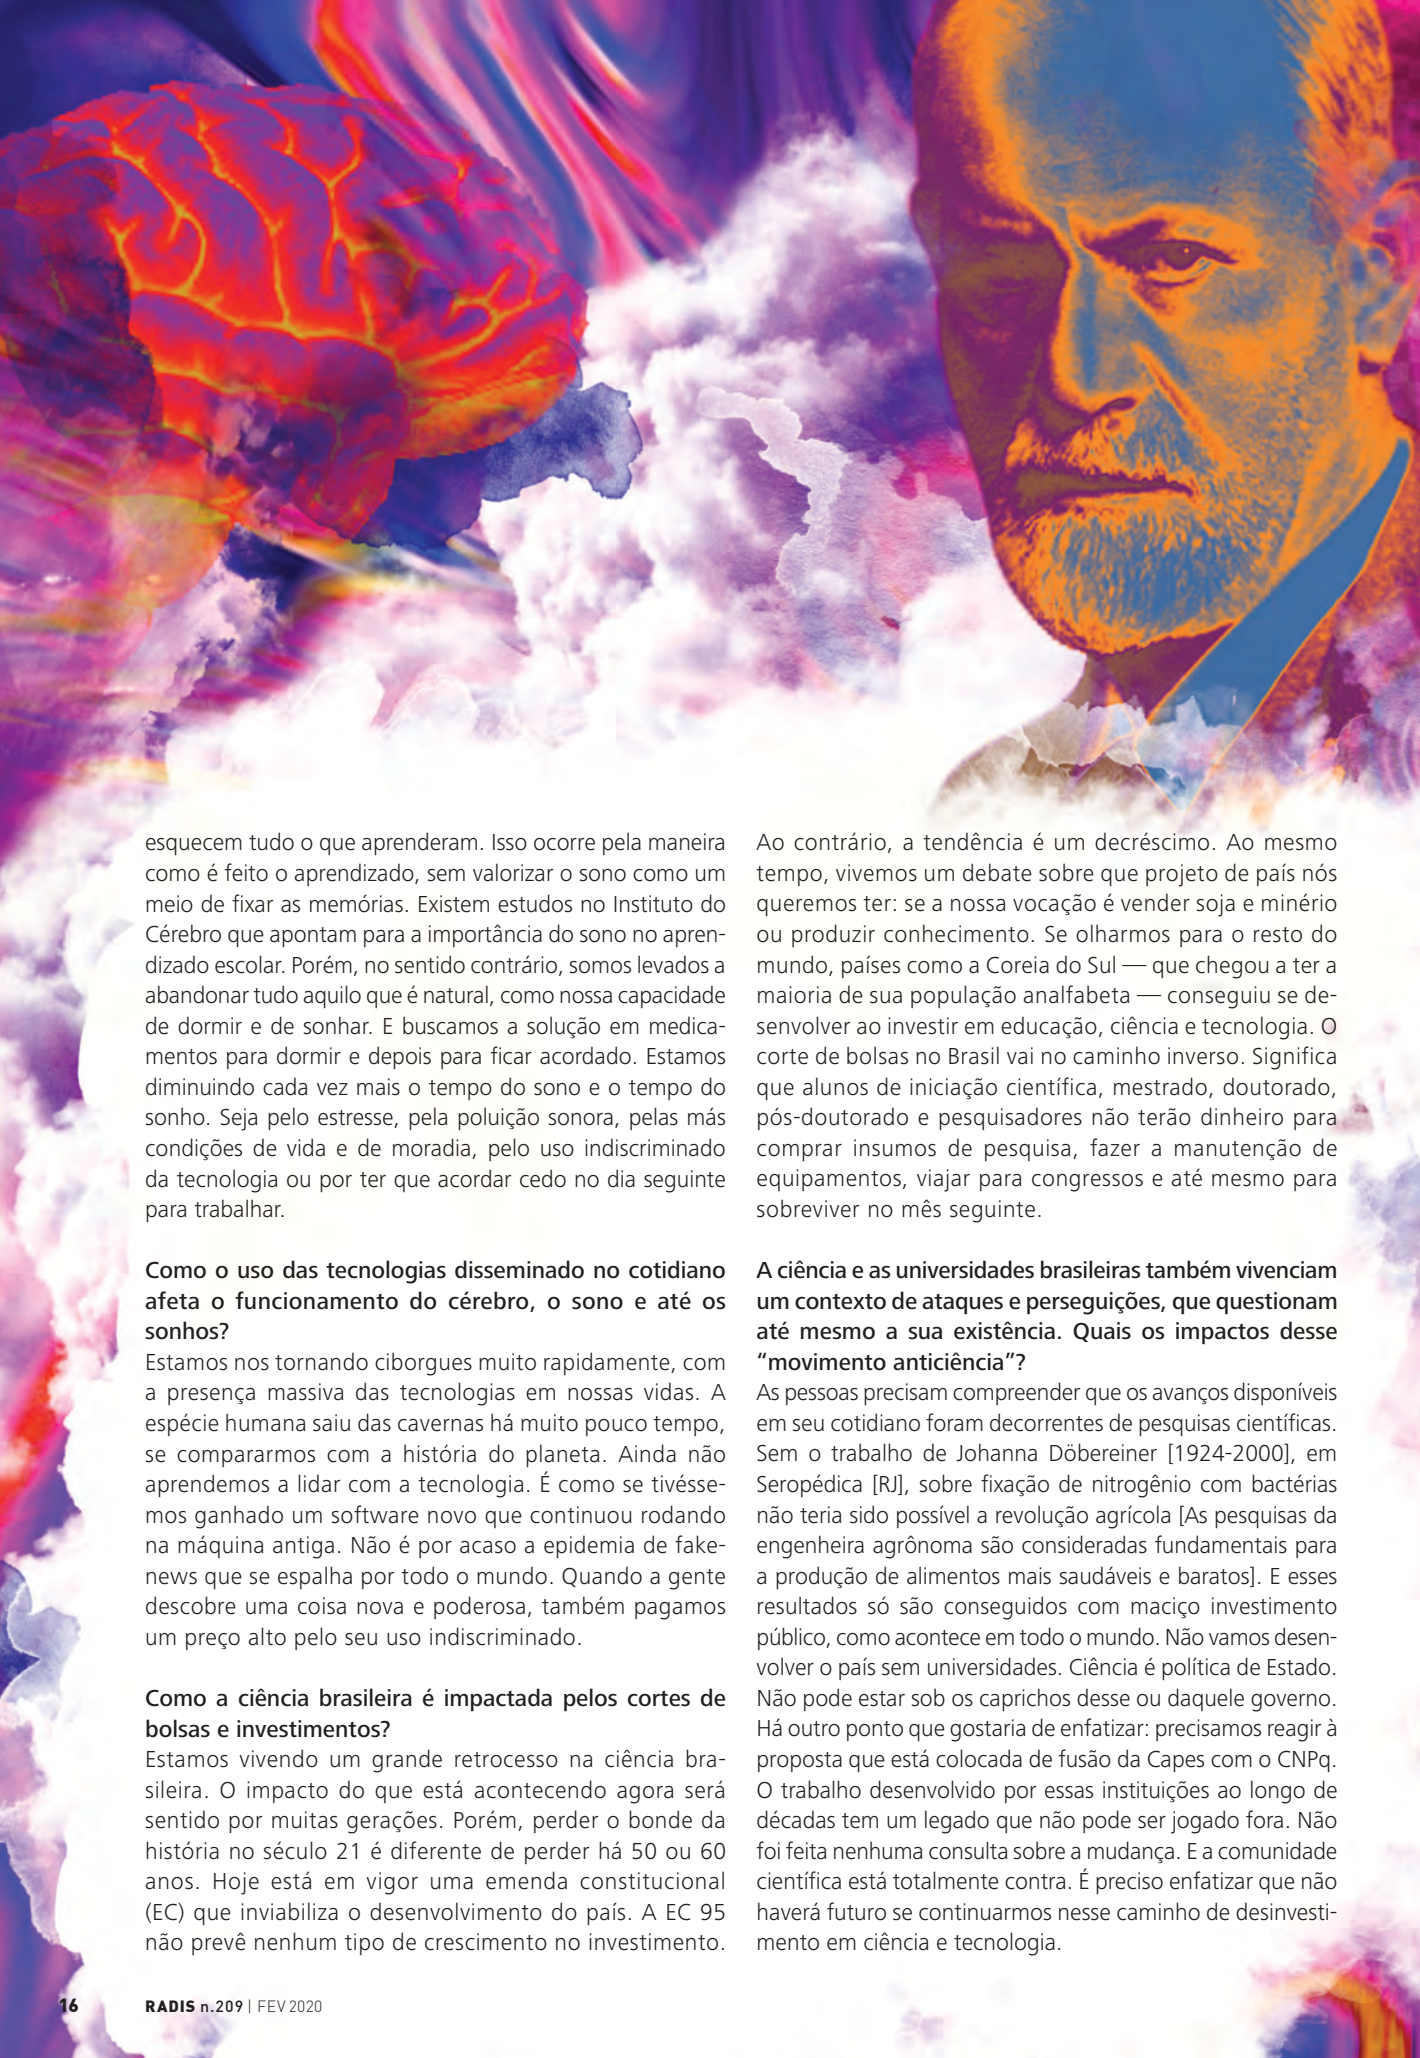 esquecem tudo o que aprenderam. Isso ocorre pela maneira
como é feito o aprendizado, sem valorizar o sono como um
meio de fixar as memórias. Existem estudos no Instituto do
Cérebro que apontam para a importância do sono no apren-
dizado escolar. Porém, no sentido contrário, somos levados a
abandonar tudo aquilo que é natural, como nossa capacidade
de dormir e de sonhar. E buscamos a solução em medica-
mentos para dormir e depois para ficar acordado. Estamos
diminuindo cada vez mais o tempo do sono e o tempo do
sonho. Seja pelo estresse, pela poluição sonora, pelas más
condições de vida e de moradia, pelo uso indiscriminado
da tecnologia ou por ter que acordar cedo no dia seguinte
para trabalhar.
Como o uso das tecnologias disseminado no cotidiano
afeta o funcionamento do cérebro, o sono e até os
sonhos?
Estamos nos tornando ciborgues muito rapidamente, com
a presença massiva das tecnologias em nossas vidas. A
espécie humana saiu das cavernas há muito pouco tempo,
se compararmos com a história do planeta. Ainda não
aprendemos a lidar com a tecnologia. É como se tivésse-
mos ganhado um software novo que continuou rodando
na máquina antiga. Não é por acaso a epidemia de fake-
news que se espalha por todo o mundo. Quando a gente
descobre uma coisa nova e poderosa, também pagamos
um preço alto pelo seu uso indiscriminado.
Como a ciência brasileira é impactada pelos cortes de
bolsas e investimentos?
Estamos vivendo um grande retrocesso na ciência bra-
sileira. O impacto do que está acontecendo agora será
sentido por muitas gerações. Porém, perder o bonde da
história no século 21 é diferente de perder há 50 ou 60
anos. Hoje está em vigor uma emenda constitucional
(EC) que inviabiliza o desenvolvimento do país. A EC 95
não prevê nenhum tipo de crescimento no investimento.
Ao contrário, a tendência é um decréscimo. Ao mesmo
tempo, vivemos um debate sobre que projeto de país nós
queremos ter: se a nossa vocação é vender soja e minério
ou produzir conhecimento. Se olharmos para o resto do
mundo, países como a Coreia do Sul — que chegou a ter a
maioria de sua população analfabeta — conseguiu se de-
senvolver ao investir em educação, ciência e tecnologia. O
corte de bolsas no Brasil vai no caminho inverso. Significa
que alunos de iniciação científica, mestrado, doutorado,
pós-doutorado e pesquisadores não terão dinheiro para
comprar insumos de pesquisa, fazer a manutenção de
equipamentos, viajar para congressos e até mesmo para
sobreviver no mês seguinte.
A ciência e as universidades brasileiras também vivenciam
um contexto de ataques e perseguições, que questionam
até mesmo a sua existência. Quais os impactos desse
“movimento anticiência”?
As pessoas precisam compreender que os avanços disponíveis
em seu cotidiano foram decorrentes de pesquisas científicas.
Sem o trabalho de Johanna Döbereiner [1924-2000], em
Seropédica [RJ], sobre fixação de nitrogênio com bactérias
não teria sido possível a revolução agrícola [As pesquisas da
engenheira agrônoma são consideradas fundamentais para
a produção de alimentos mais saudáveis e baratos]. E esses
resultados só são conseguidos com maciço investimento
público, como acontece em todo o mundo. Não vamos desen-
volver o país sem universidades. Ciência é política de Estado.
Não pode estar sob os caprichos desse ou daquele governo.
Há outro ponto que gostaria de enfatizar: precisamos reagir à
proposta que está colocada de fusão da Capes com o CNPq.
O trabalho desenvolvido por essas instituições ao longo de
décadas tem um legado que não pode ser jogado fora. Não
foi feita nenhuma consulta sobre a mudança. E a comunidade
científica está totalmente contra. É preciso enfatizar que não
haverá futuro se continuarmos nesse caminho de desinvesti-
mento em ciência e tecnologia.
16 RADIS n.209 | FEV 2020